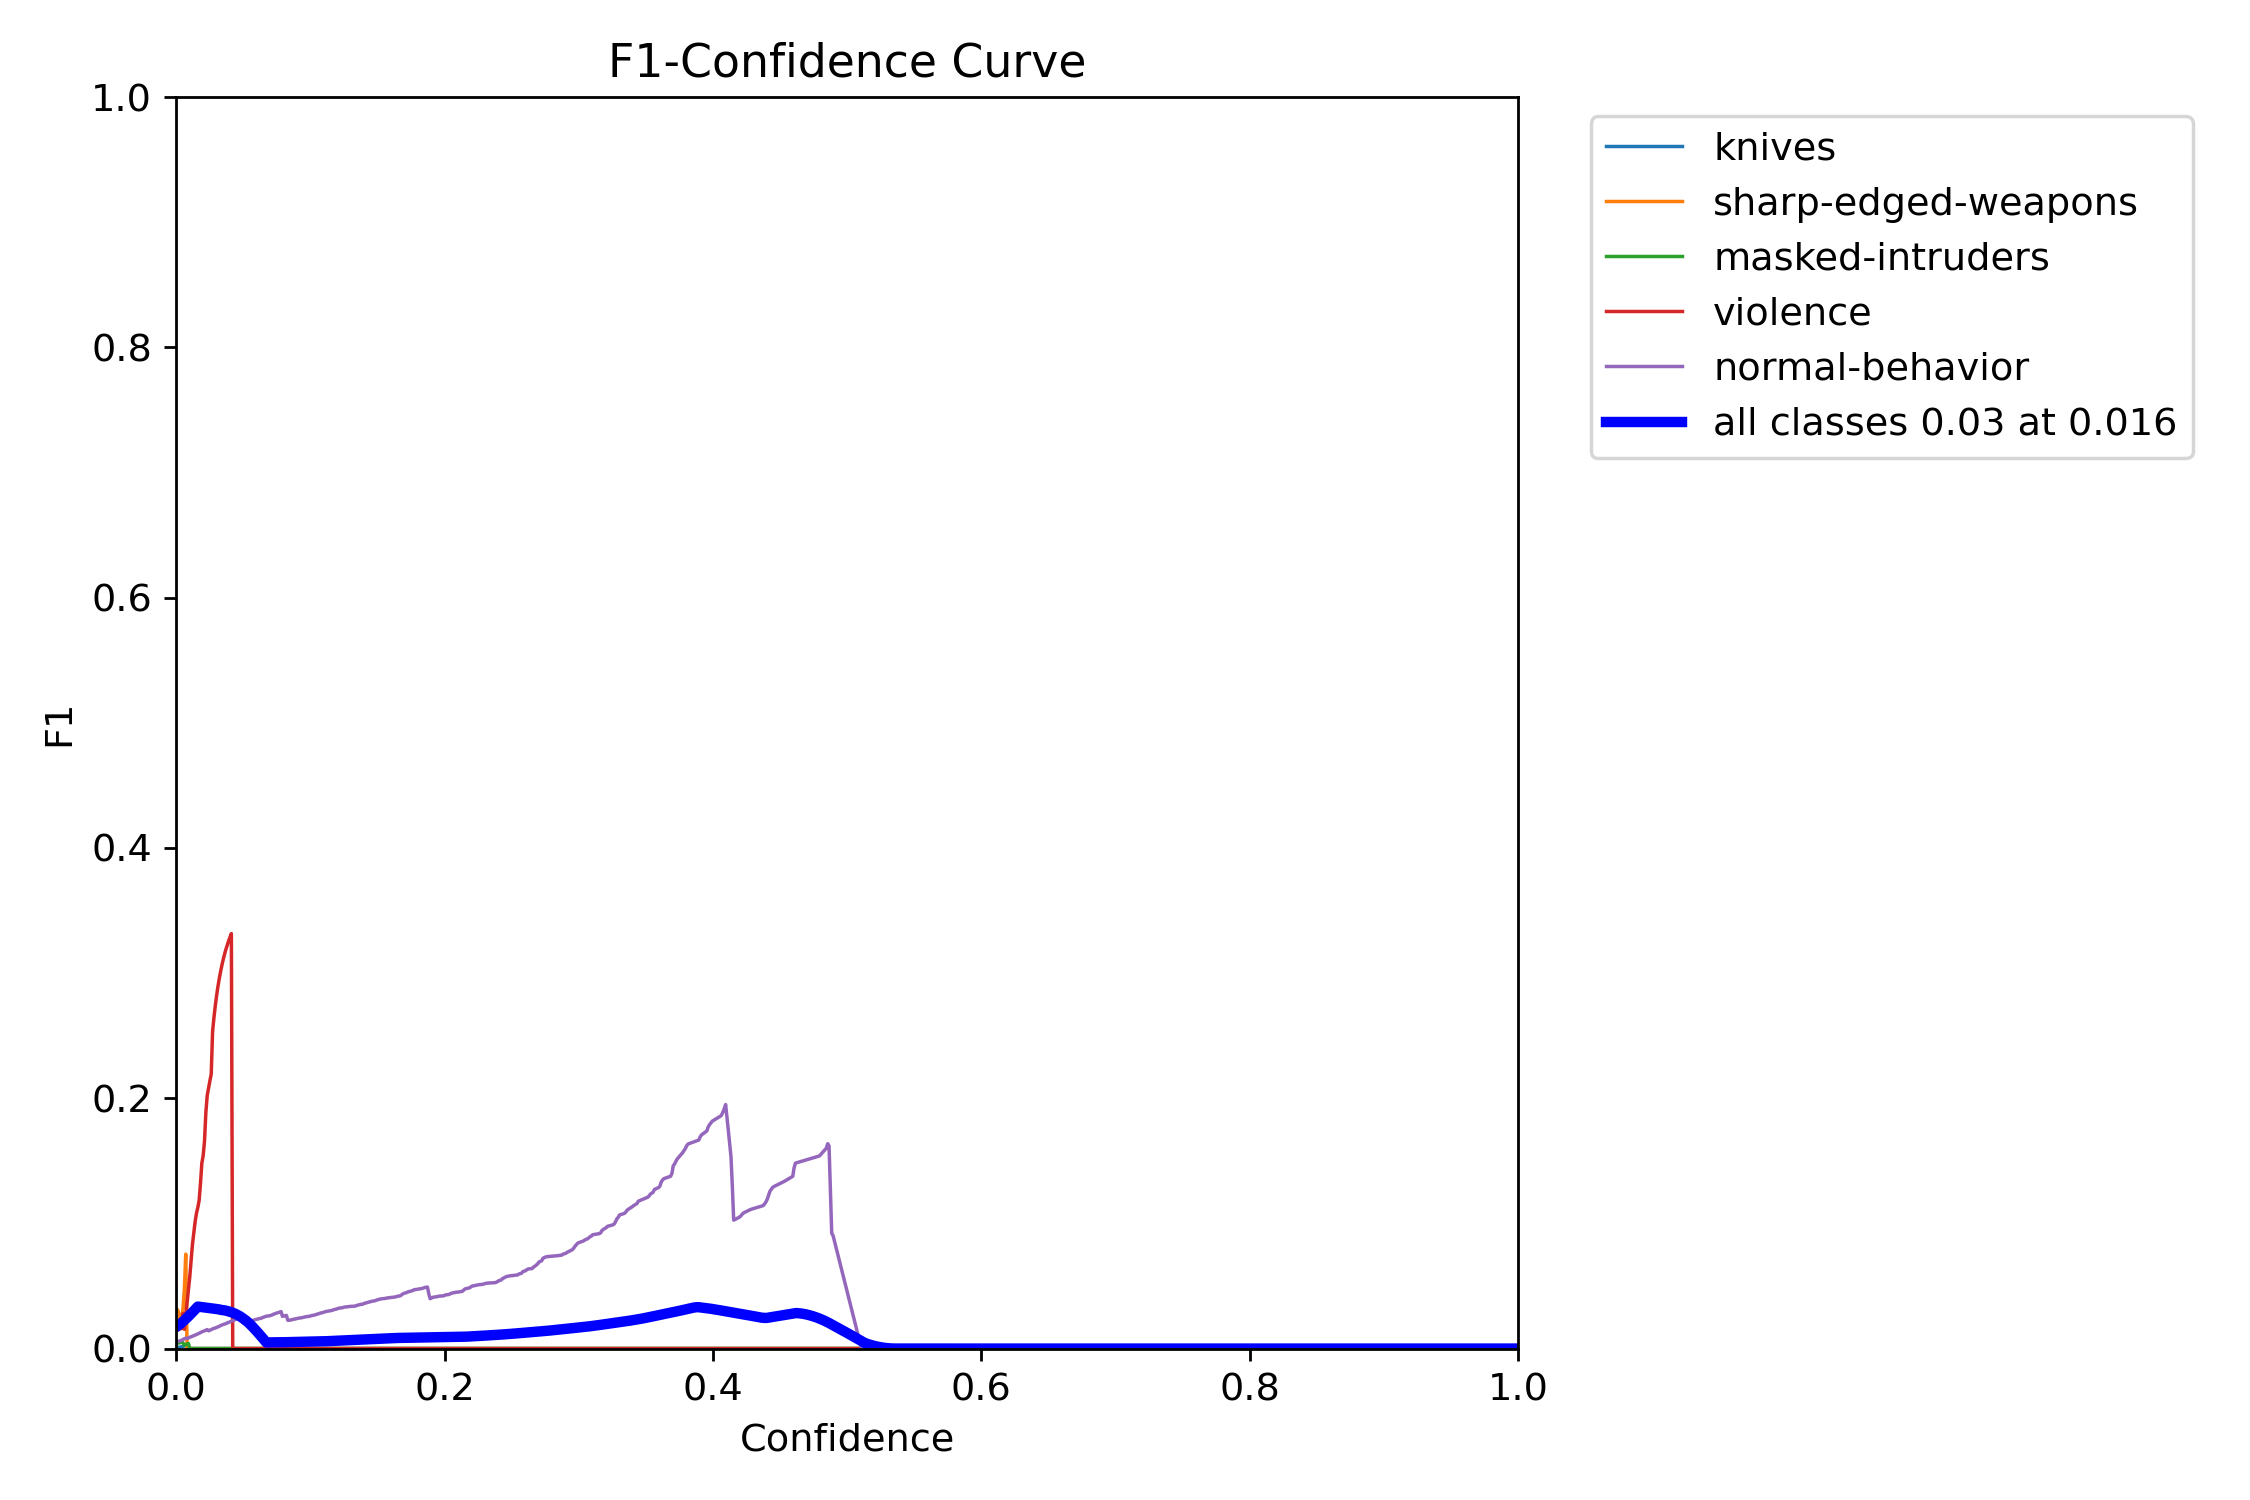 F1-Confidence Curve
1.0
0.8
0.6
0.4
0.2
0.0
F1
0.0 0.2 0.4 0.6 0.8 1.0
Confidence
knives
sharp-edged-weapons
masked-intruders
violence
normal-behavior
all classes 0.03 at 0.016